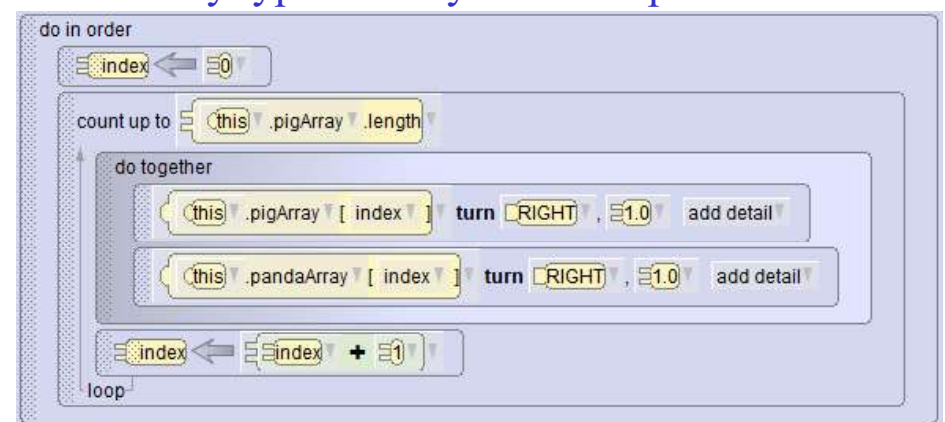 do in order
index 0
count up to this .pigArray .length
do together
this .pigArray [ index ] turn RIGHT , 1.0 add detail
this .pandaArray [ index ] turn RIGHT , 1.0 add detail
index index + 1
loop